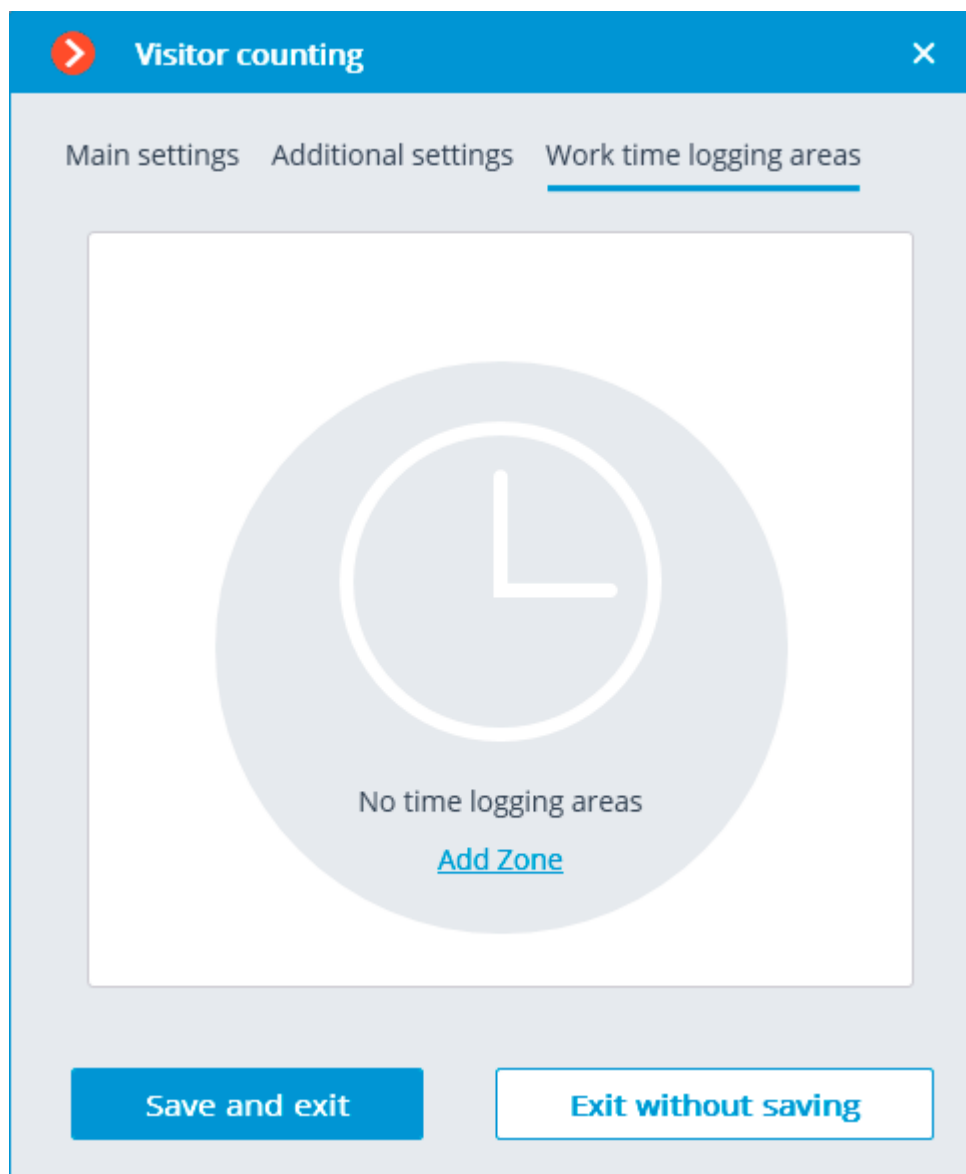 Visitor counting
Main settings Additional settings Work time logging areas
No time logging areas
Add Zone
Save and exit Exit without saving